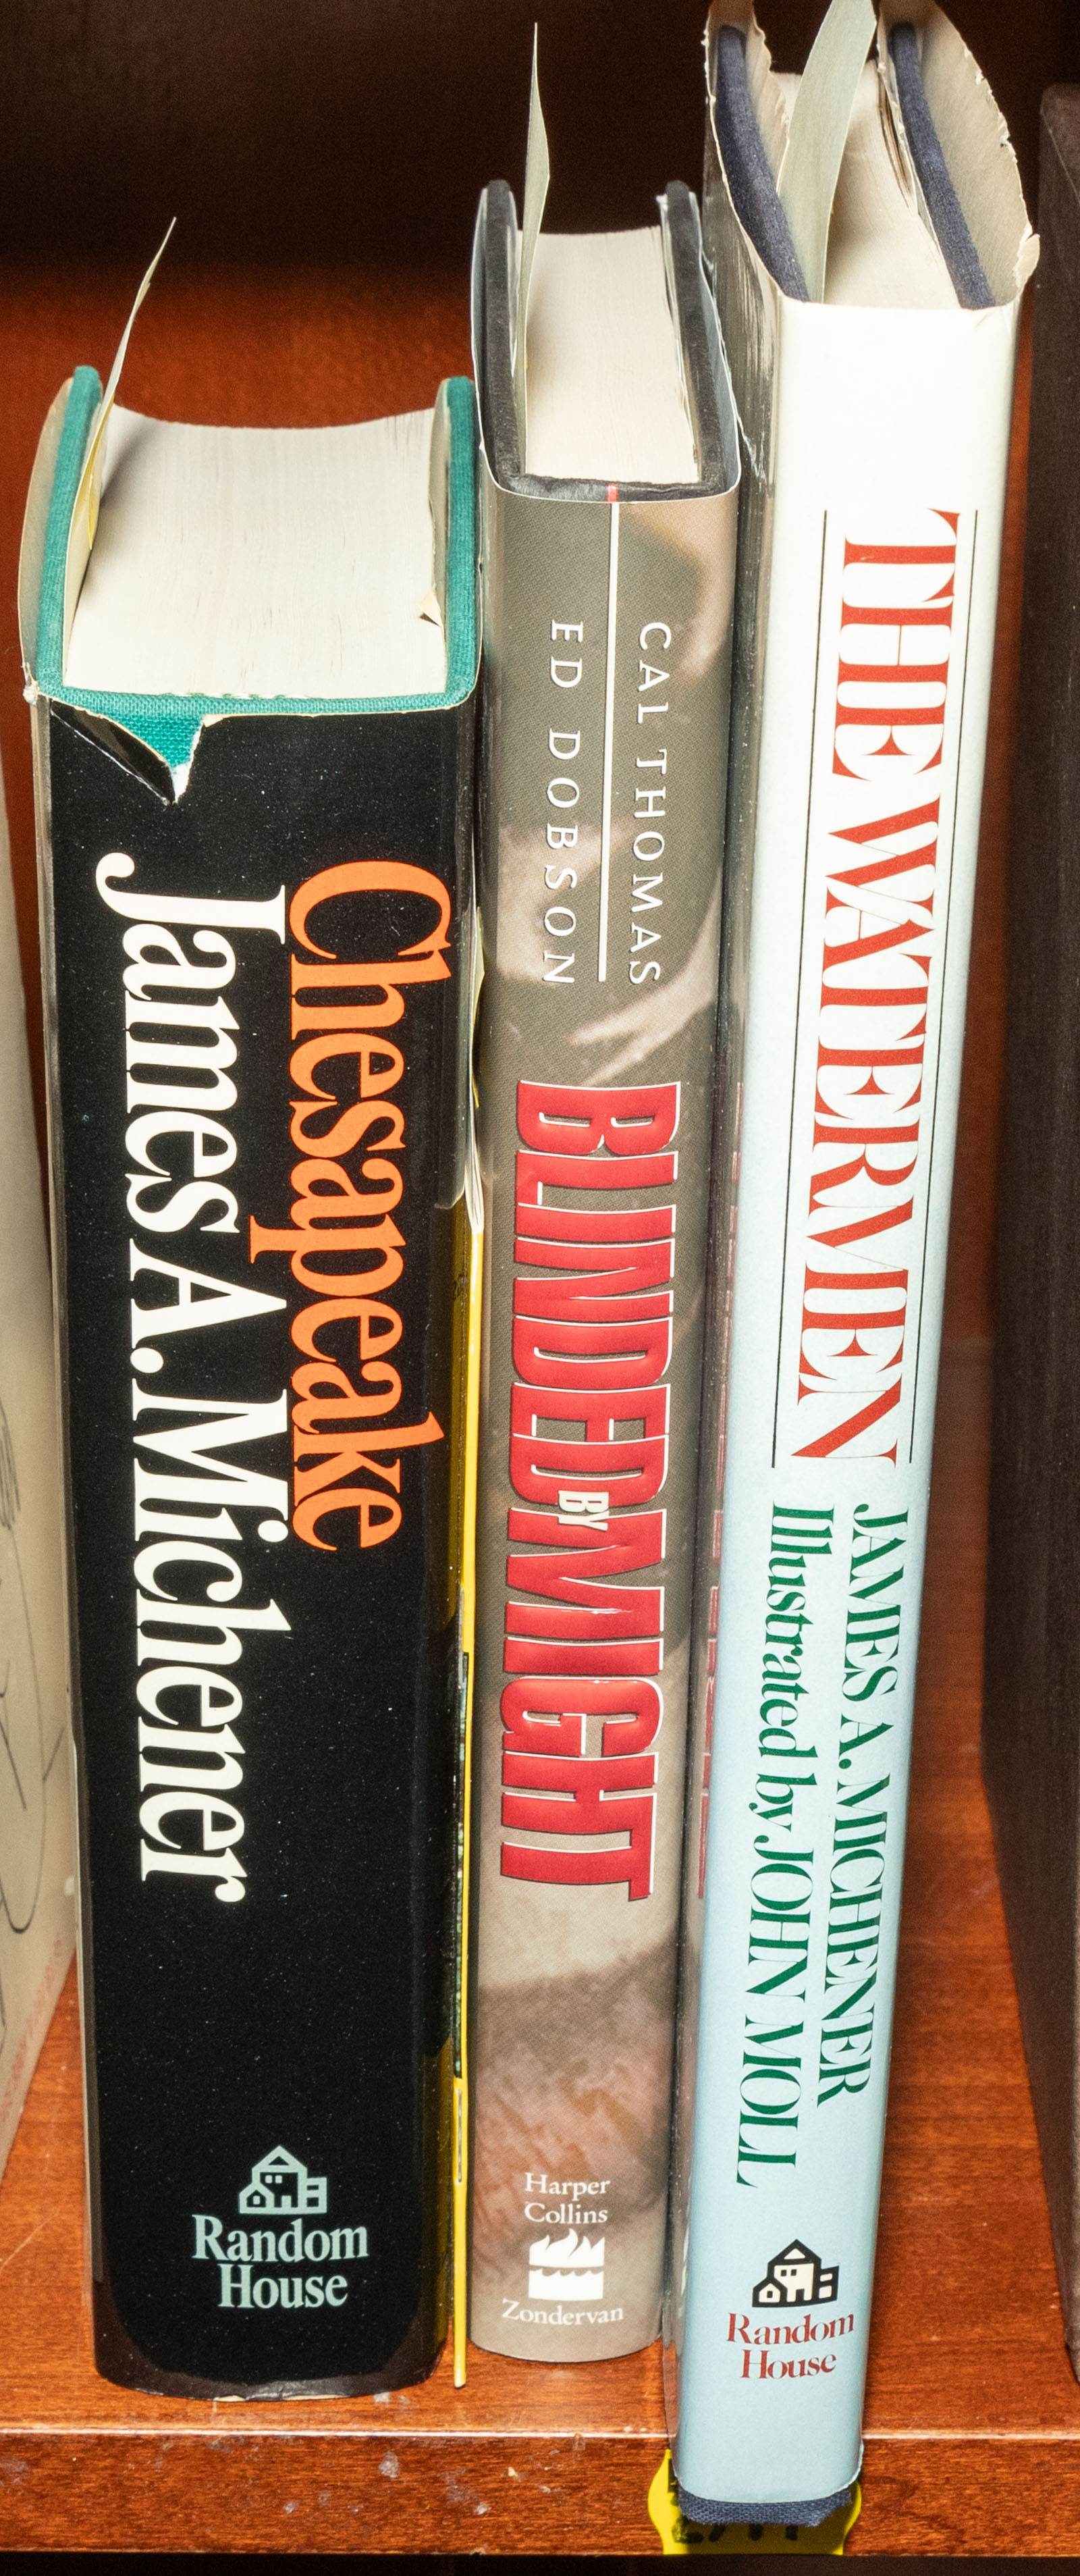 Chesapeake
James A. Michener
Random
House
CAL THOMAS
ED DOBSON
BLINDED BY MIGHT
Harper
Collins
Zondervan
THE WATERMEN
JAMES A. MICHENER
Illustrated by JOHN MOLL
Random
House